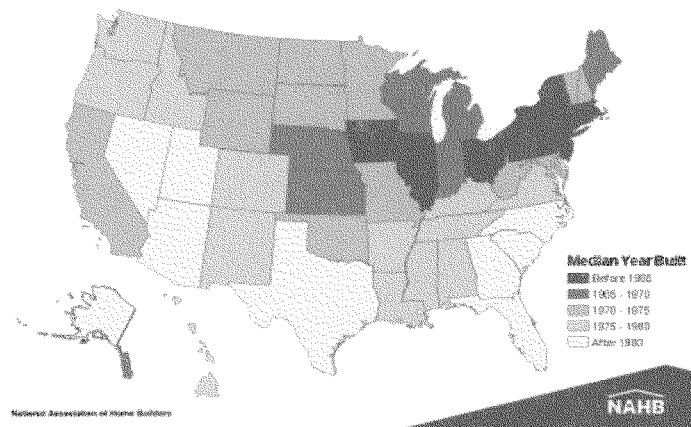 Median Year Built
Before 1965
1965 - 1970
1970 - 1975
1975 - 1980
After 1980
National Association of Home Builders
NAHB